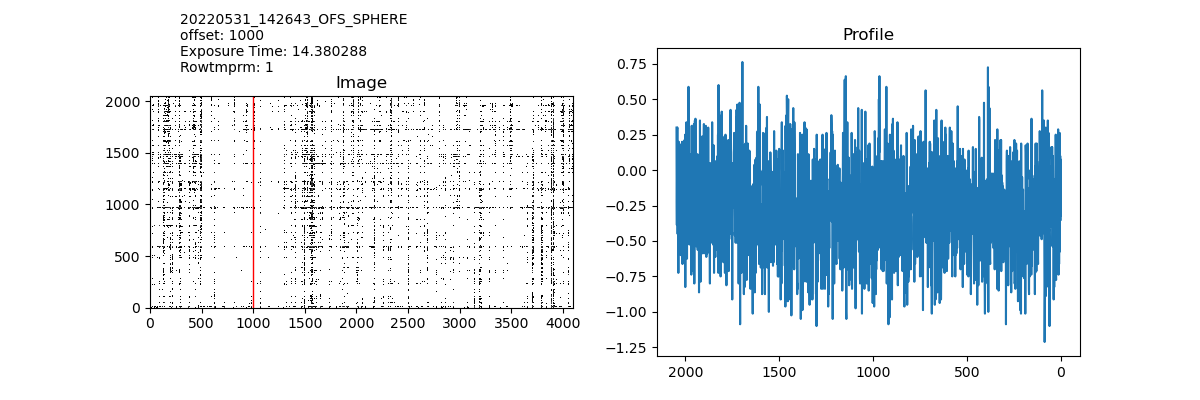 20220531_142643_OFS_SPHERE
offset: 1000
Exposure Time: 14.380288
Rowtmprm: 1
Image
2000
1500
1000
500
0
0 500 1000 1500 2000 2500 3000 3500 4000
Profile
0.75
0.50
0.25
0.00
−0.25
−0.50
−0.75
−1.00
−1.25
2000 1500 1000 500 0